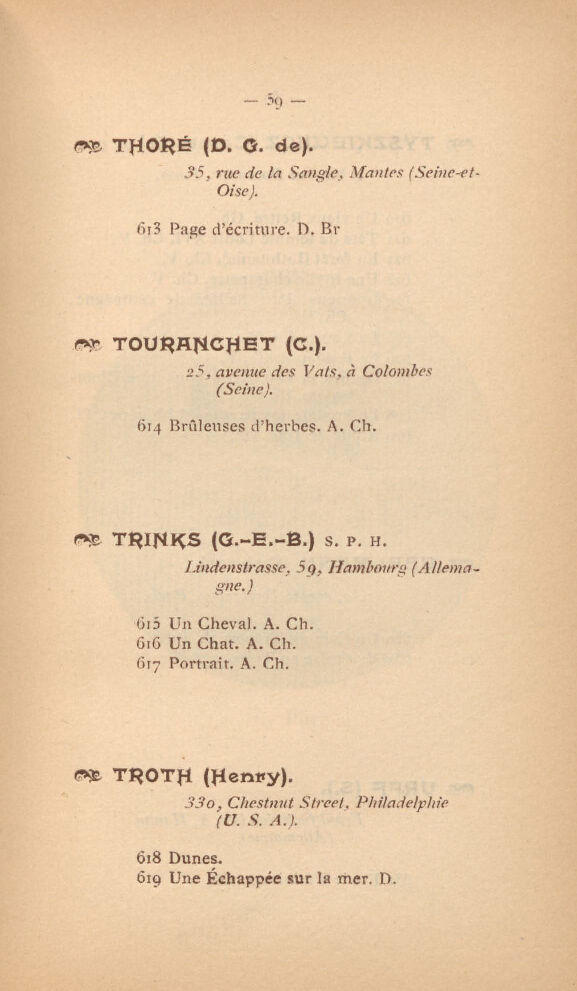 — 59 —
THORÉ (D. G. de).
35, rue de la Sangle, Mantes (Seine-et-
Oise).
613 Page d'écriture. D. Br
TOURANCHET (C.).
25, avenue des Vats, à Colombes
(Seine).
614 Brûleuses d'herbes. A. Ch.
TRINKS (G.-E.-B.) S. P. H.
Lindenstrasse, 59, Hambourg (Allema-
gne.)
615 Un Cheval. A. Ch.
616 Un Chat. A. Ch.
617 Portrait. A. Ch.
TROTH (Henry).
330, Chestnut Street, Philadelphie
(U. S. A.).
618 Dunes.
619 Une Échappée sur la mer. D.